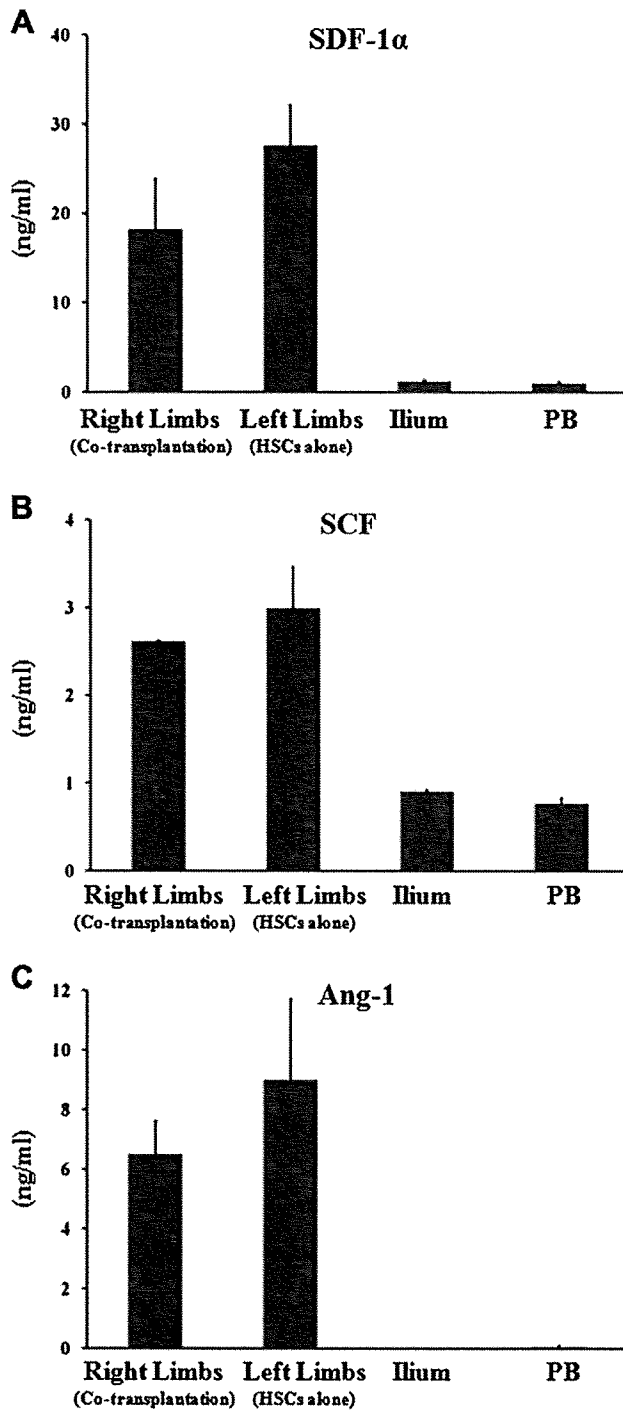 A
SDF-1α
40
30
20
10
0
(ng/ml)
Right Limbs Left Limbs Ilium PB
(Co-transplantation) (HSCs alone)
B
SCF
4
3
2
1
0
(ng/ml)
Right Limbs Left Limbs Ilium PB
(Co-transplantation) (HSCs alone)
C
Ang-1
12
10
8
6
4
2
0
(ng/ml)
Right Limbs Left Limbs Ilium PB
(Co-transplantation) (HSCs alone)